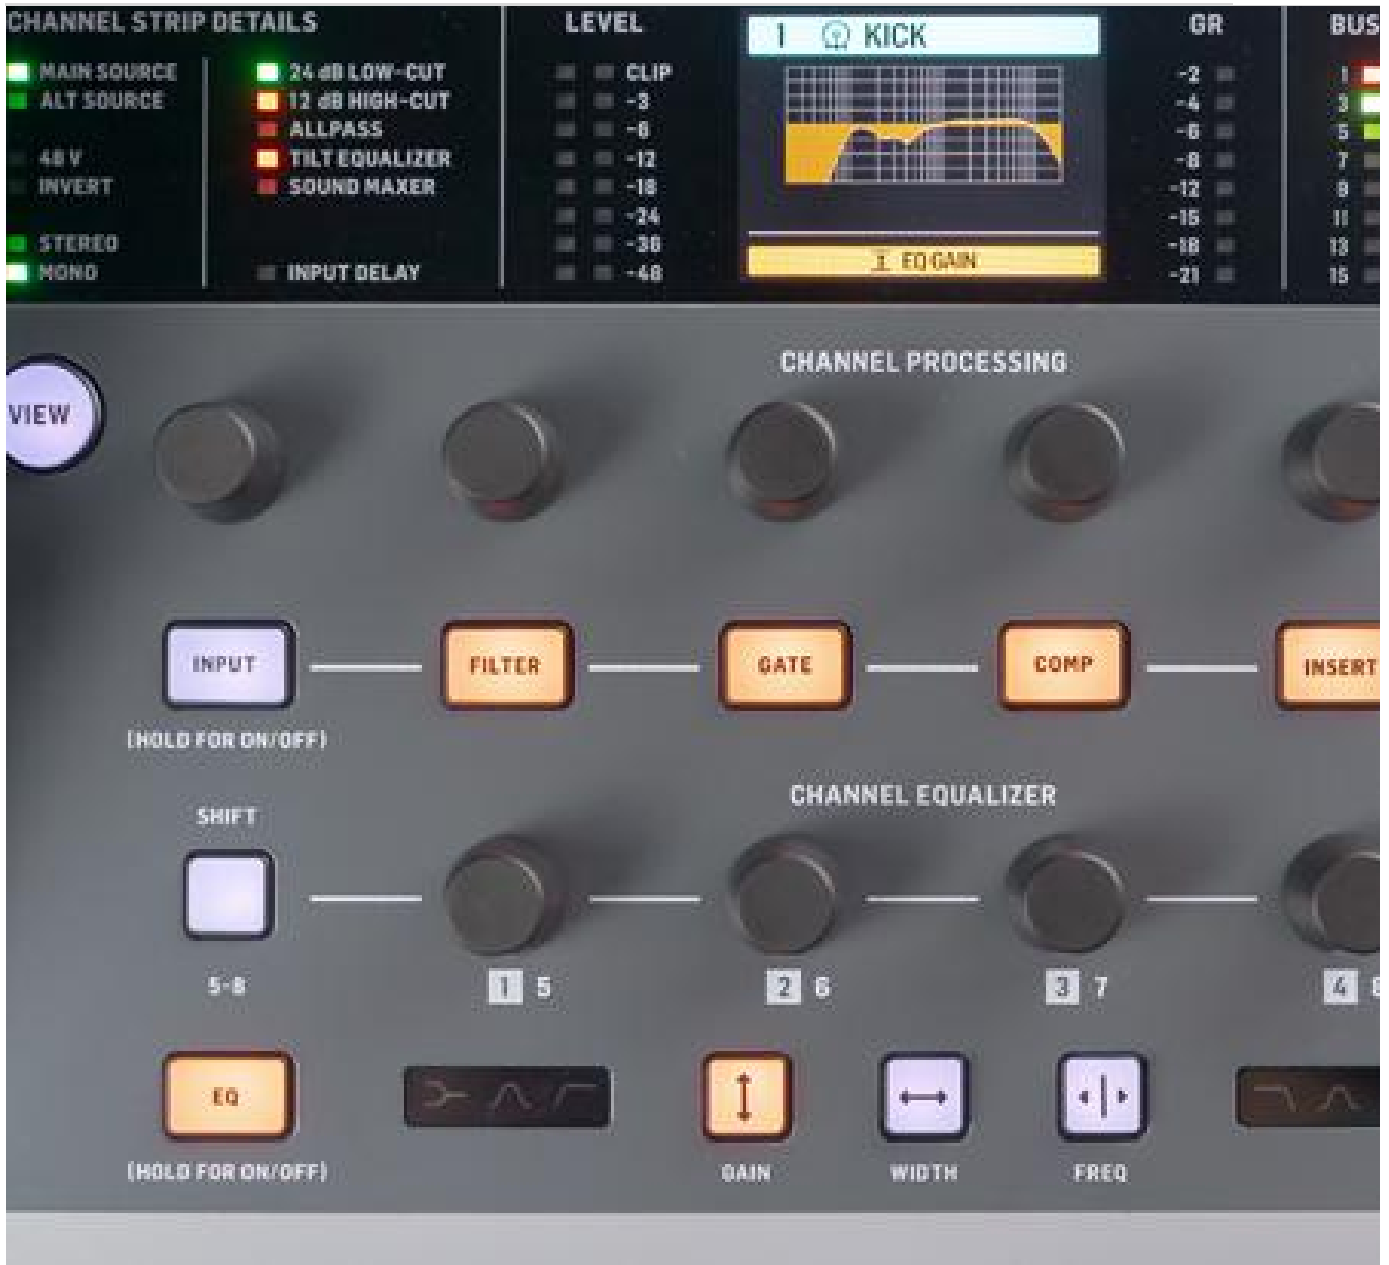 CHANNEL STRIP DETAILS
MAIN SOURCE
ALT SOURCE
48 V
INVERT
STEREO
MONO
24 dB LOW-CUT
12 dB HIGH-CUT
ALLPASS
TILT EQUALIZER
SOUND MAXER
INPUT DELAY
LEVEL
CLIP
-3
-6
-12
-18
-24
-36
-48
1 KICK
EQ GAIN
GR
-2
-4
-6
-8
-12
-15
-18
-21
BUS
1
3
5
7
9
11
13
15
VIEW
CHANNEL PROCESSING
INPUT FILTER GATE COMP INSERT
(HOLD FOR ON/OFF)
CHANNEL EQUALIZER
SHIFT
5-8 1 5 2 6 3 7 4
EQ
(HOLD FOR ON/OFF) GAIN WIDTH FREQ